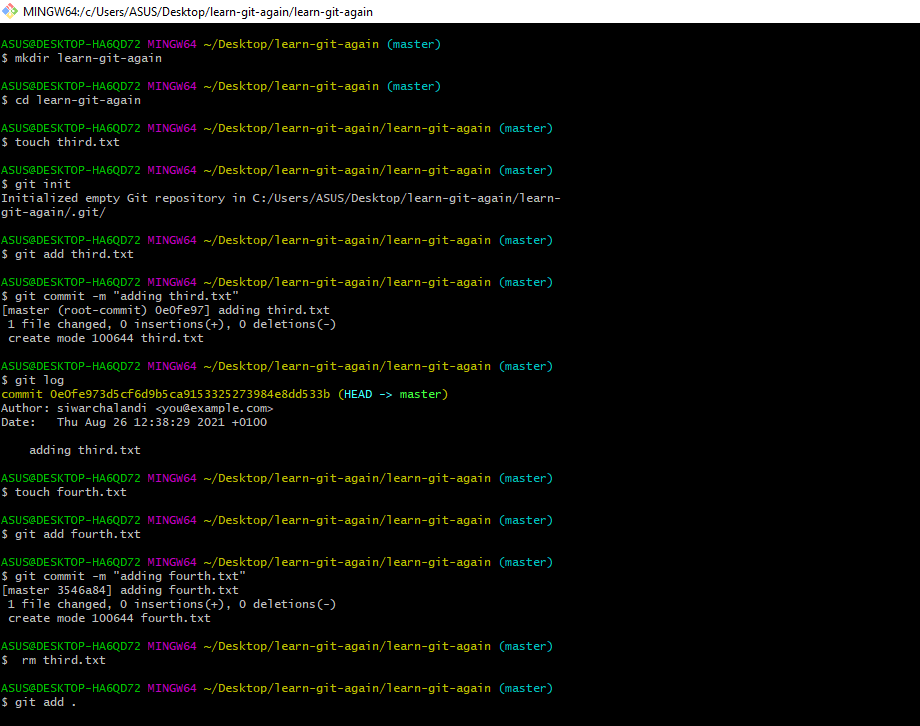 MINGW64:/c/Users/ASUS/Desktop/learn-git-again/learn-git-again
ASUS@DESKTOP-HA6QD72 MINGW64 ~/Desktop/learn-git-again (master)
$ mkdir learn-git-again
ASUS@DESKTOP-HA6QD72 MINGW64 ~/Desktop/learn-git-again (master)
$ cd learn-git-again
ASUS@DESKTOP-HA6QD72 MINGW64 ~/Desktop/learn-git-again/learn-git-again (master)
$ touch third.txt
ASUS@DESKTOP-HA6QD72 MINGW64 ~/Desktop/learn-git-again/learn-git-again (master)
$ git init
Initialized empty Git repository in C:/Users/ASUS/Desktop/learn-git-again/learn-
git-again/.git/
ASUS@DESKTOP-HA6QD72 MINGW64 ~/Desktop/learn-git-again/learn-git-again (master)
$ git add third.txt
ASUS@DESKTOP-HA6QD72 MINGW64 ~/Desktop/learn-git-again/learn-git-again (master)
$ git commit -m "adding third.txt"
[master (root-commit) 0e0fe97] adding third.txt
 1 file changed, 0 insertions(+), 0 deletions(-)
 create mode 100644 third.txt
ASUS@DESKTOP-HA6QD72 MINGW64 ~/Desktop/learn-git-again/learn-git-again (master)
$ git log
commit 0e0fe973d5cf6d9b5ca9153325273984e8dd533b (HEAD -> master)
Author: siwarchalandi <you@example.com>
Date:   Thu Aug 26 12:38:29 2021 +0100
    adding third.txt
ASUS@DESKTOP-HA6QD72 MINGW64 ~/Desktop/learn-git-again/learn-git-again (master)
$ touch fourth.txt
ASUS@DESKTOP-HA6QD72 MINGW64 ~/Desktop/learn-git-again/learn-git-again (master)
$ git add fourth.txt
ASUS@DESKTOP-HA6QD72 MINGW64 ~/Desktop/learn-git-again/learn-git-again (master)
$ git commit -m "adding fourth.txt"
[master 3546a84] adding fourth.txt
 1 file changed, 0 insertions(+), 0 deletions(-)
 create mode 100644 fourth.txt
ASUS@DESKTOP-HA6QD72 MINGW64 ~/Desktop/learn-git-again/learn-git-again (master)
$  rm third.txt
ASUS@DESKTOP-HA6QD72 MINGW64 ~/Desktop/learn-git-again/learn-git-again (master)
$ git add .